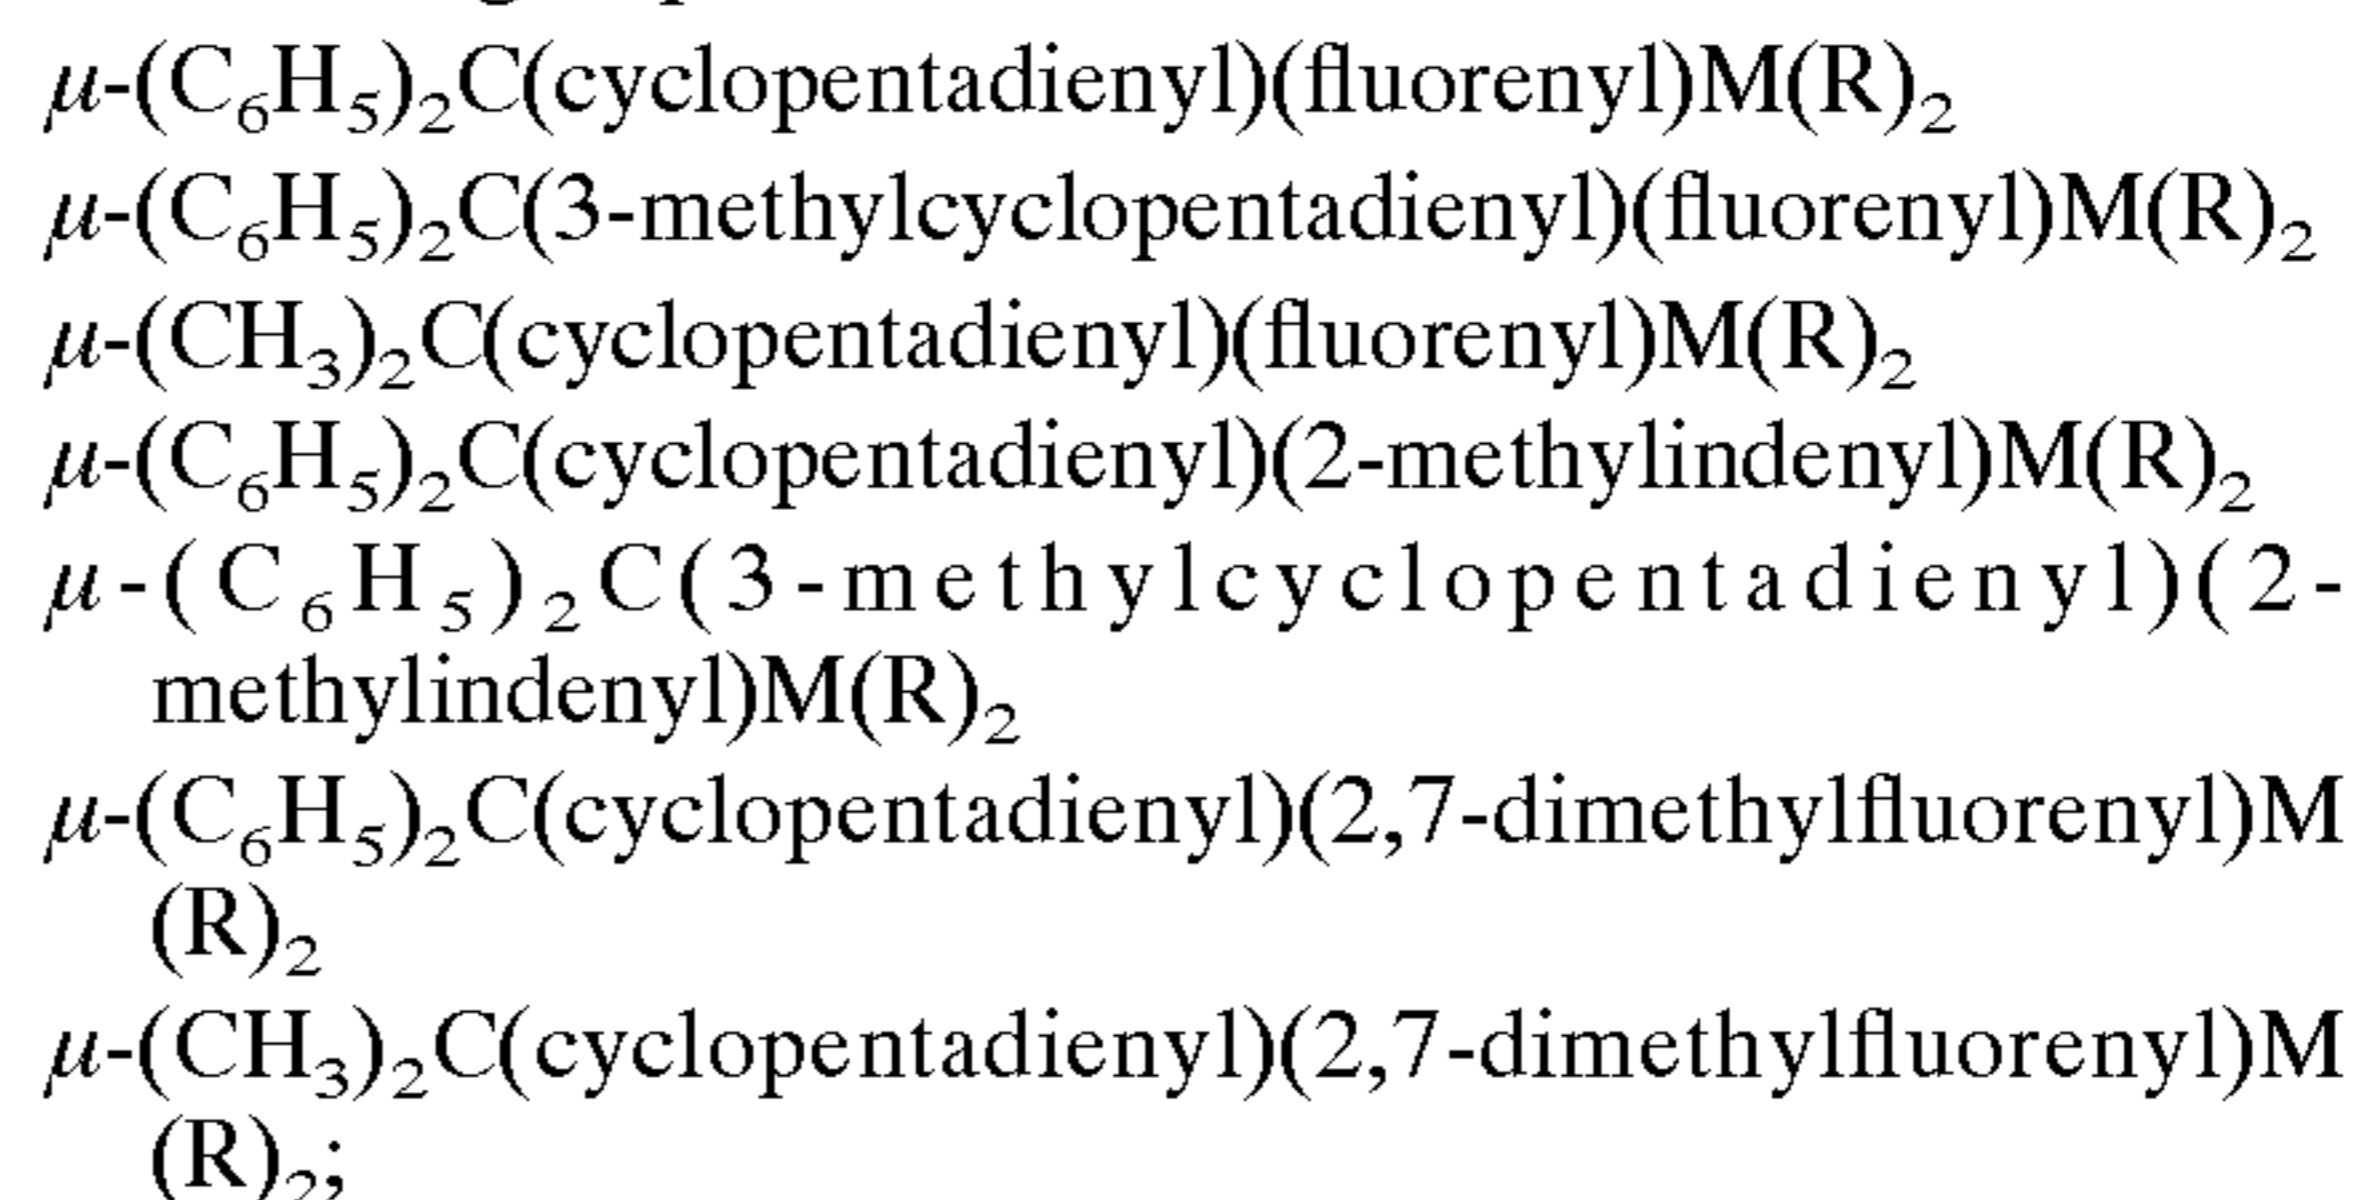 μ-(C₆H₅)₂C(cyclopentadienyl)(fluorenyl)M(R)₂
μ-(C₆H₅)₂C(3-methylcyclopentadienyl)(fluorenyl)M(R)₂
μ-(CH₃)₂C(cyclopentadienyl)(fluorenyl)M(R)₂
μ-(C₆H₅)₂C(cyclopentadienyl)(2-methylindenyl)M(R)₂
μ-(C₆H₅)₂C(3-methylcyclopentadienyl)(2-
methylindenyl)M(R)₂
μ-(C₆H₅)₂C(cyclopentadienyl)(2,7-dimethylfluorenyl)M
(R)₂
μ-(CH₃)₂C(cyclopentadienyl)(2,7-dimethylfluorenyl)M
(R)₂;